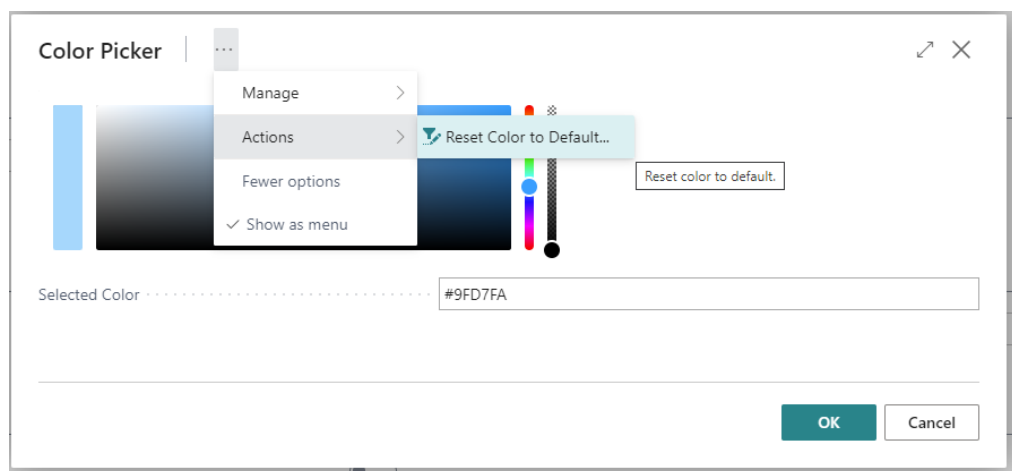 Color Picker
...
Manage
Actions
Reset Color to Default...
Fewer options
Reset color to default.
Show as menu
Selected Color
#9FD7FA
OK
Cancel